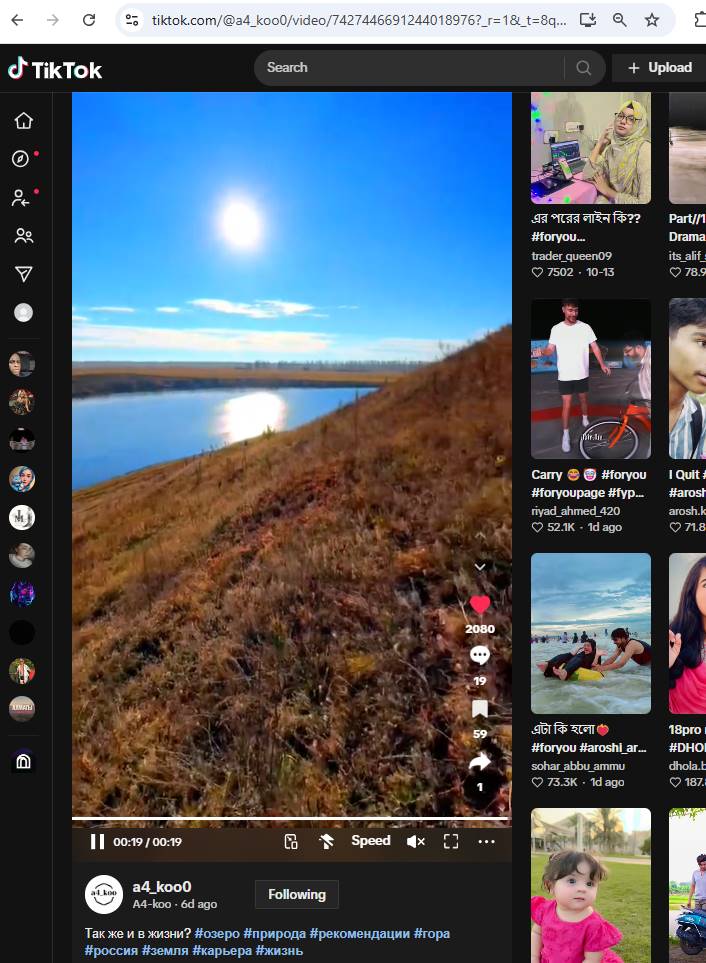 tiktok.com/@a4_koo0/video/7427446691244018976?_r=1&_t=8q...
TikTok
Search
Upload
এর পরের লাইন কি??
#foryou...
trader_queen09
7502 · 10-13
Part//1
Drama
its_alif_
78.9
Carry 🤩 🤡 #foryou
#foryoupage #fyp...
riyad_ahmed_420
52.1K · 1d ago
I Quit #
#arosh
arosh.k
71.8
2080
19
59
1
এটা কি হলো🍓
#foryou #aroshi_ar...
sohar_abbu_ammu
73.3K · 1d ago
18pro
#DHOI
dhola.b
187.
00:19 / 00:19
Speed
a4_koo
a4_koo0
A4-koo · 6d ago
Following
Так же и в жизни? #озеро #природа #рекомендации #гора
#россия #земля #карьера #жизнь